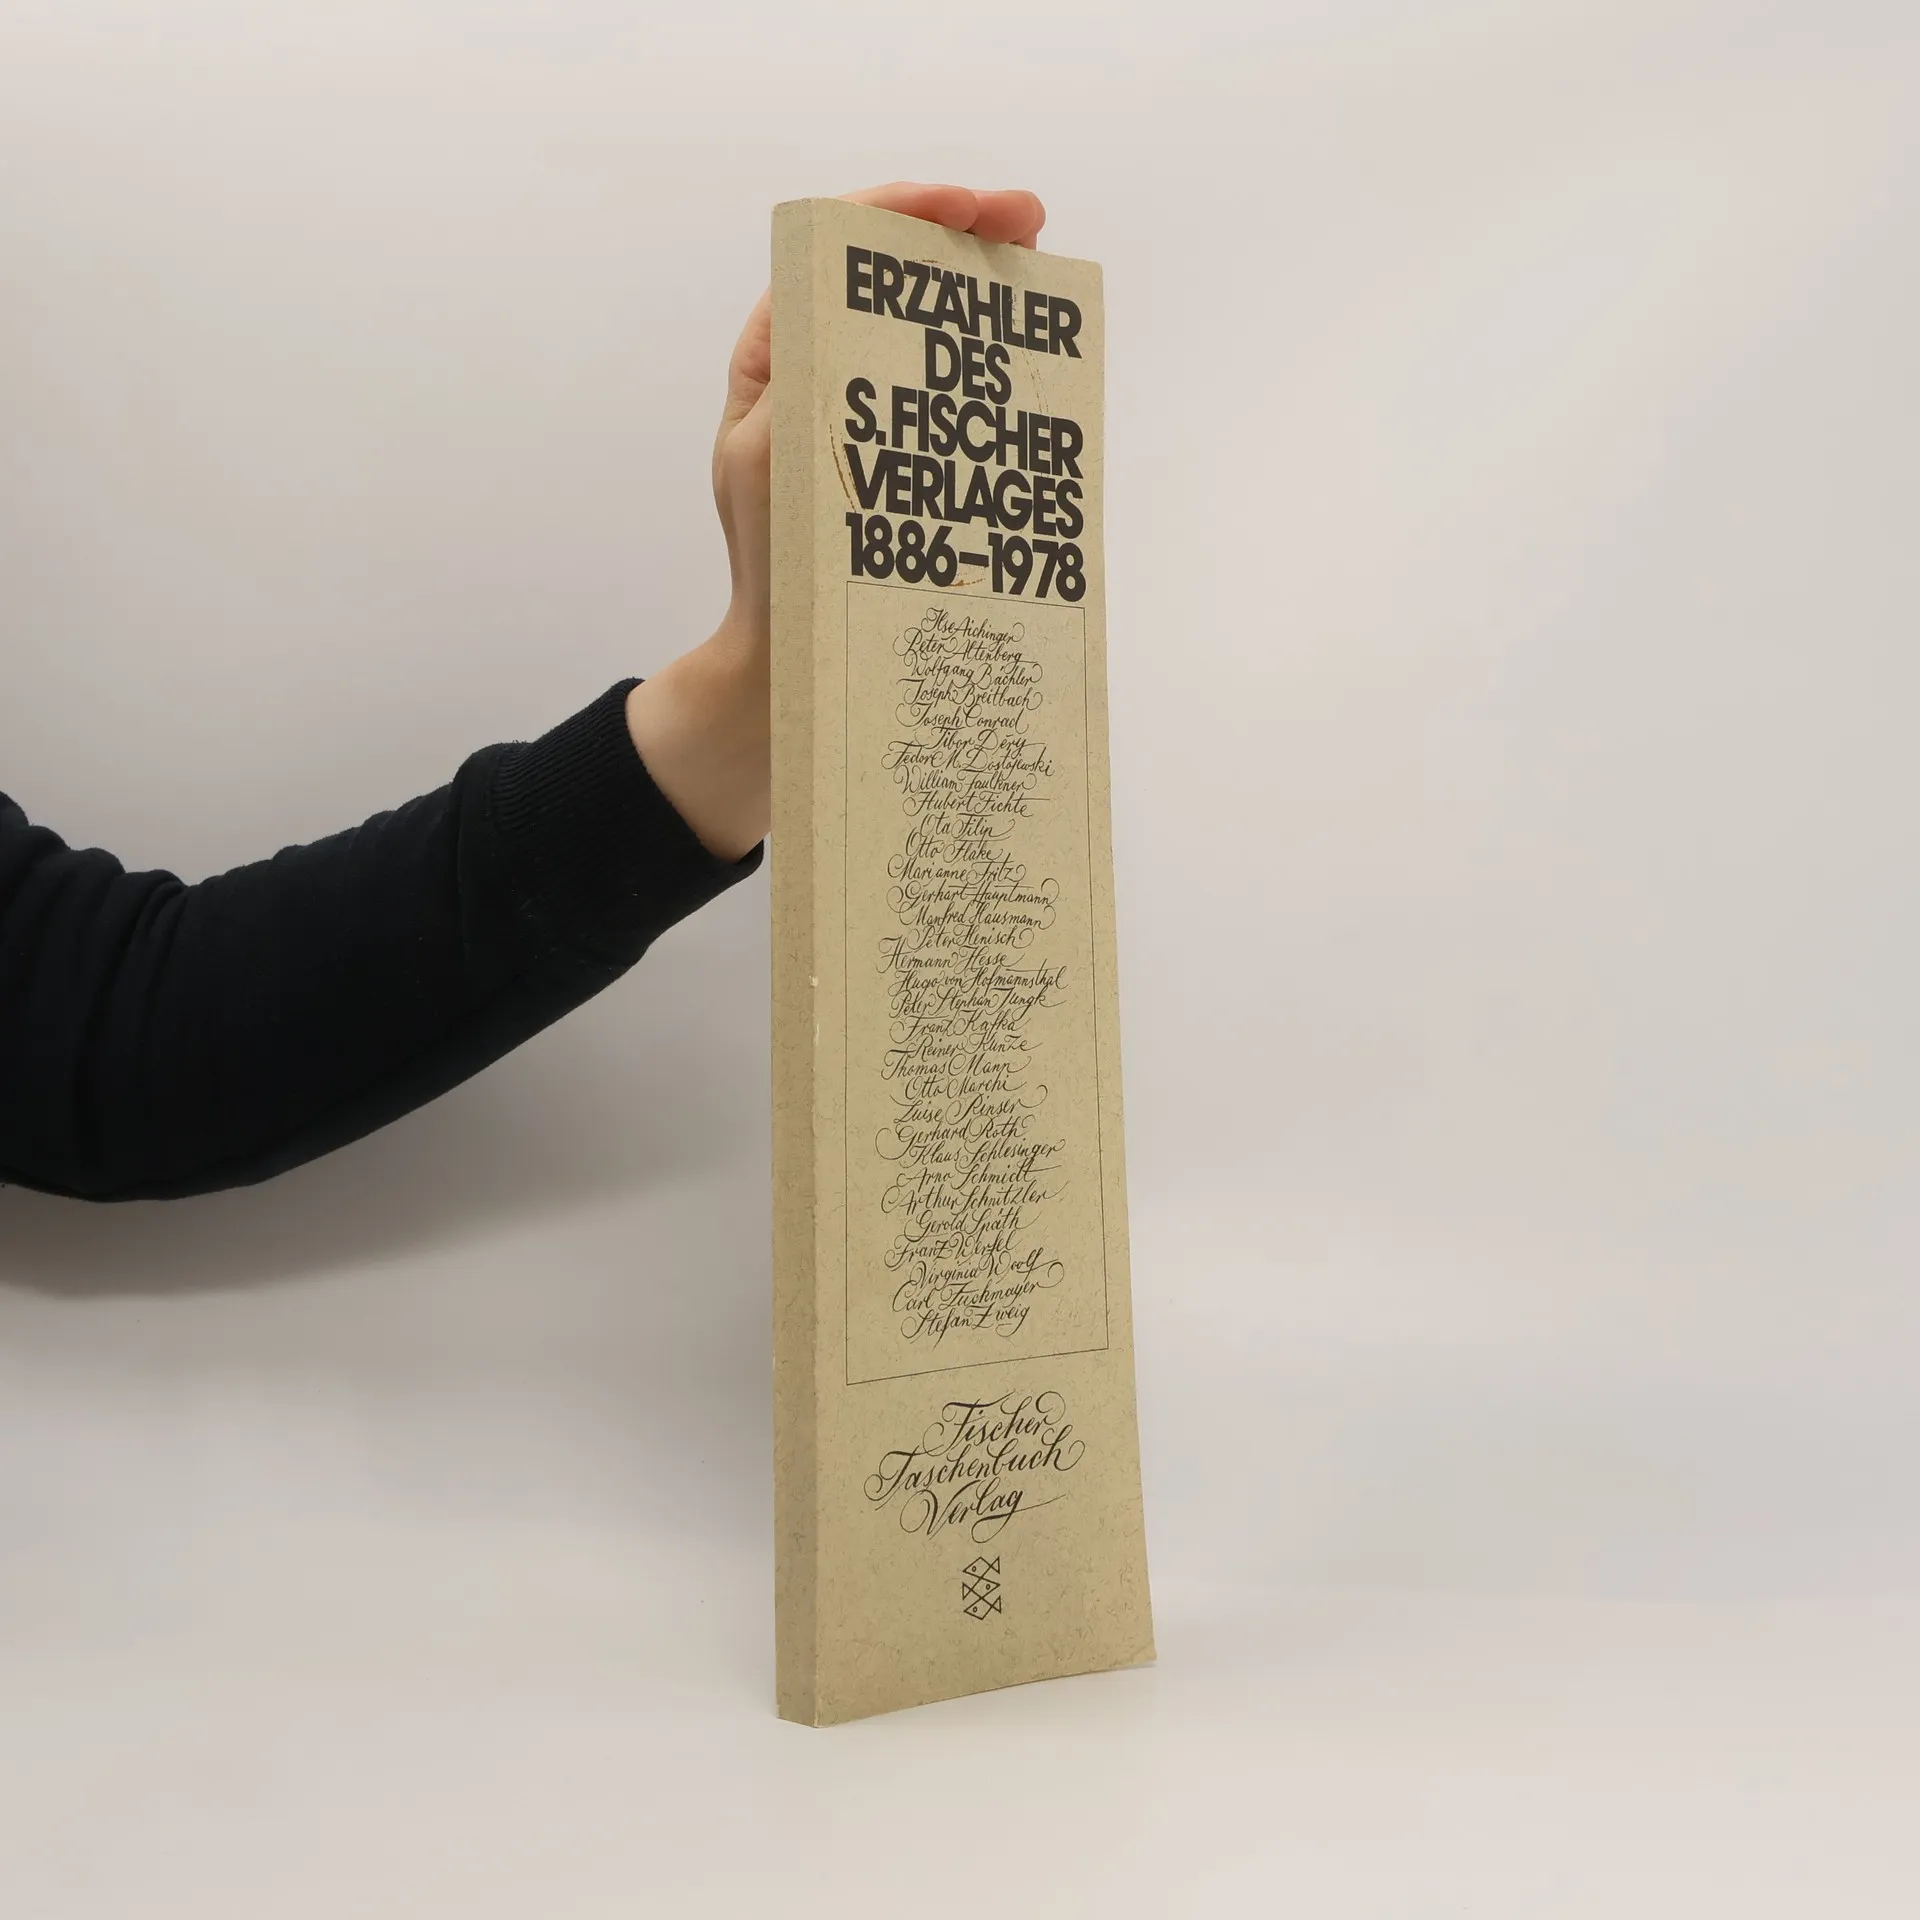 ERZÄHLER
DES
S. FISCHER
VERLAGES
1886–1978
Ilse Aichinger
Peter Altenberg
Wolfgang Bächler
Joseph Breitbach
Joseph Conrad
Tibor Déry
Fedor M. Dostojewski
William Faulkner
Hubert Fichte
Ota Filip
Otto Flake
Marianne Fritz
Gerhart Hauptmann
Manfred Hausmann
Peter Henisch
Hermann Hesse
Hugo von Hofmannsthal
Peter Stephan Jungk
Franz Kafka
Reiner Kunze
Thomas Mann
Otto Marchi
Luise Rinser
Gerhard Roth
Klaus Schlesinger
Arno Schmidt
Arthur Schnitzler
Gerold Späth
Franz Werfel
Virginia Woolf
Carl Zuckmayer
Stefan Zweig
Fischer
Taschenbuch
Verlag